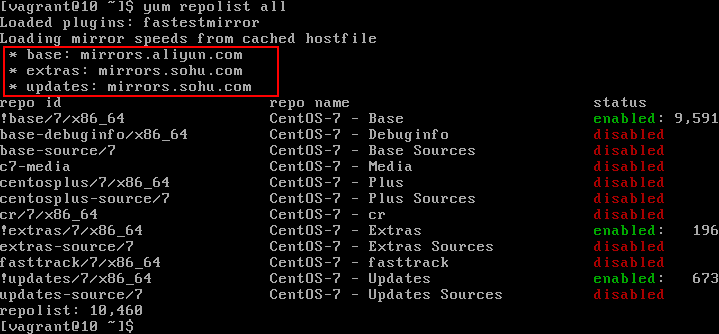 [vagrant@10 ~]$ yum repolist all
Loaded plugins: fastestmirror
Loading mirror speeds from cached hostfile
 * base: mirrors.aliyun.com
 * extras: mirrors.sohu.com
 * updates: mirrors.sohu.com
repo id                          repo name                              status
!base/7/x86_64                   CentOS-7 - Base                        enabled: 9,591
base-debuginfo/x86_64            CentOS-7 - Debuginfo                   disabled
base-source/7                    CentOS-7 - Base Sources                disabled
c7-media                         CentOS-7 - Media                       disabled
centosplus/7/x86_64              CentOS-7 - Plus                        disabled
centosplus-source/7              CentOS-7 - Plus Sources                disabled
cr/7/x86_64                      CentOS-7 - cr                          disabled
!extras/7/x86_64                 CentOS-7 - Extras                      enabled:   196
extras-source/7                  CentOS-7 - Extras Sources              disabled
fasttrack/7/x86_64               CentOS-7 - fasttrack                   disabled
!updates/7/x86_64                CentOS-7 - Updates                     enabled:   673
updates-source/7                 CentOS-7 - Updates Sources             disabled
repolist: 10,460
[vagrant@10 ~]$